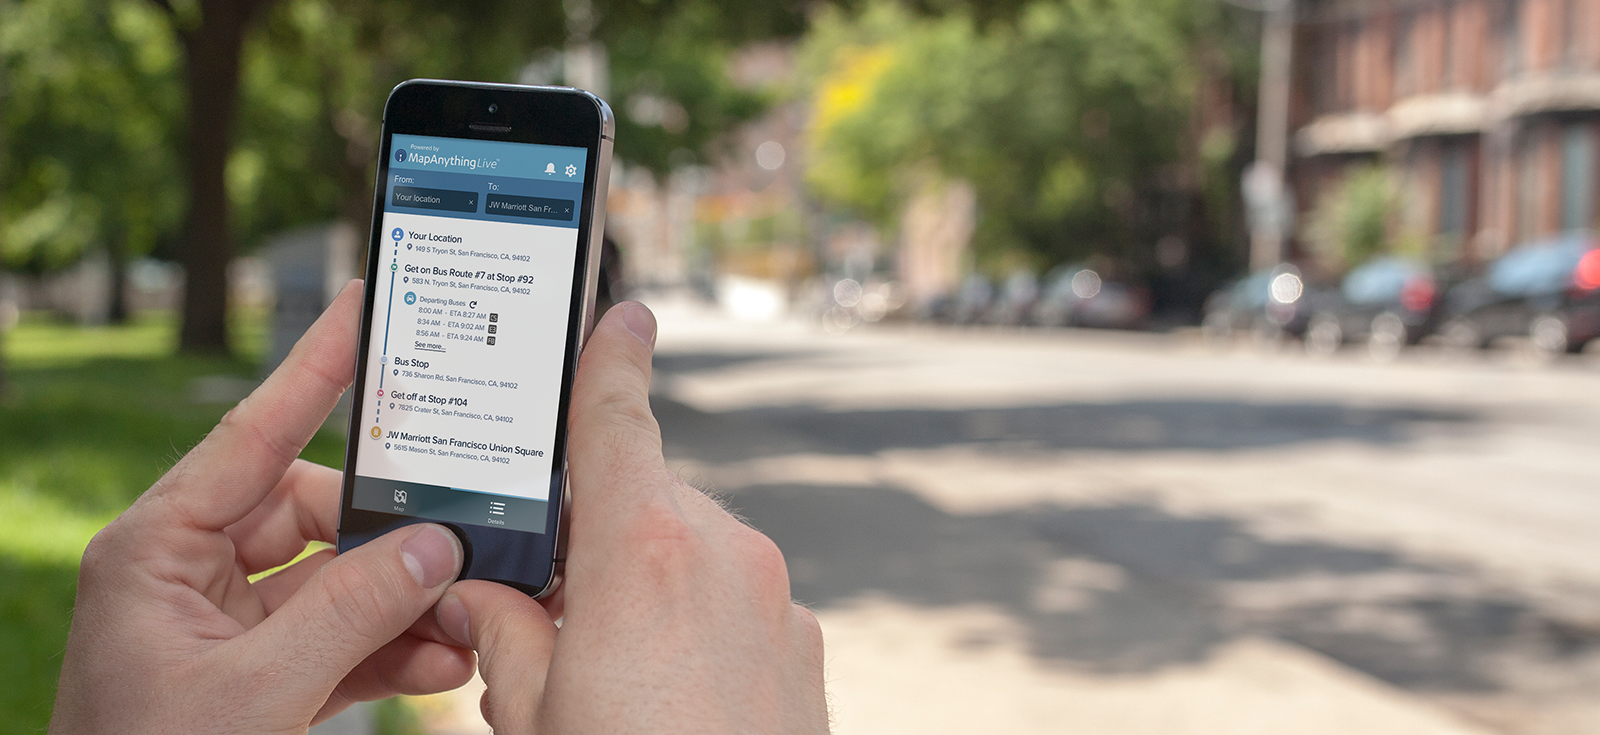 Powered by
MapAnything Live™
From:
To:
Your location ×
JW Marriott San Fr... ×
Your Location
149 S Tryon St, San Francisco, CA, 94102
Get on Bus Route #7 at Stop #92
583 N. Tryon St, San Francisco, CA, 94102
Departing Buses
8:00 AM - ETA 8:27 AM
8:34 AM - ETA 9:02 AM
8:56 AM - ETA 9:24 AM
See more...
Bus Stop
736 Sharon Rd, San Francisco, CA, 94102
Get off at Stop #104
7825 Crater St, San Francisco, CA, 94102
JW Marriott San Francisco Union Square
5615 Mason St, San Francisco, CA, 94102
Map
Details